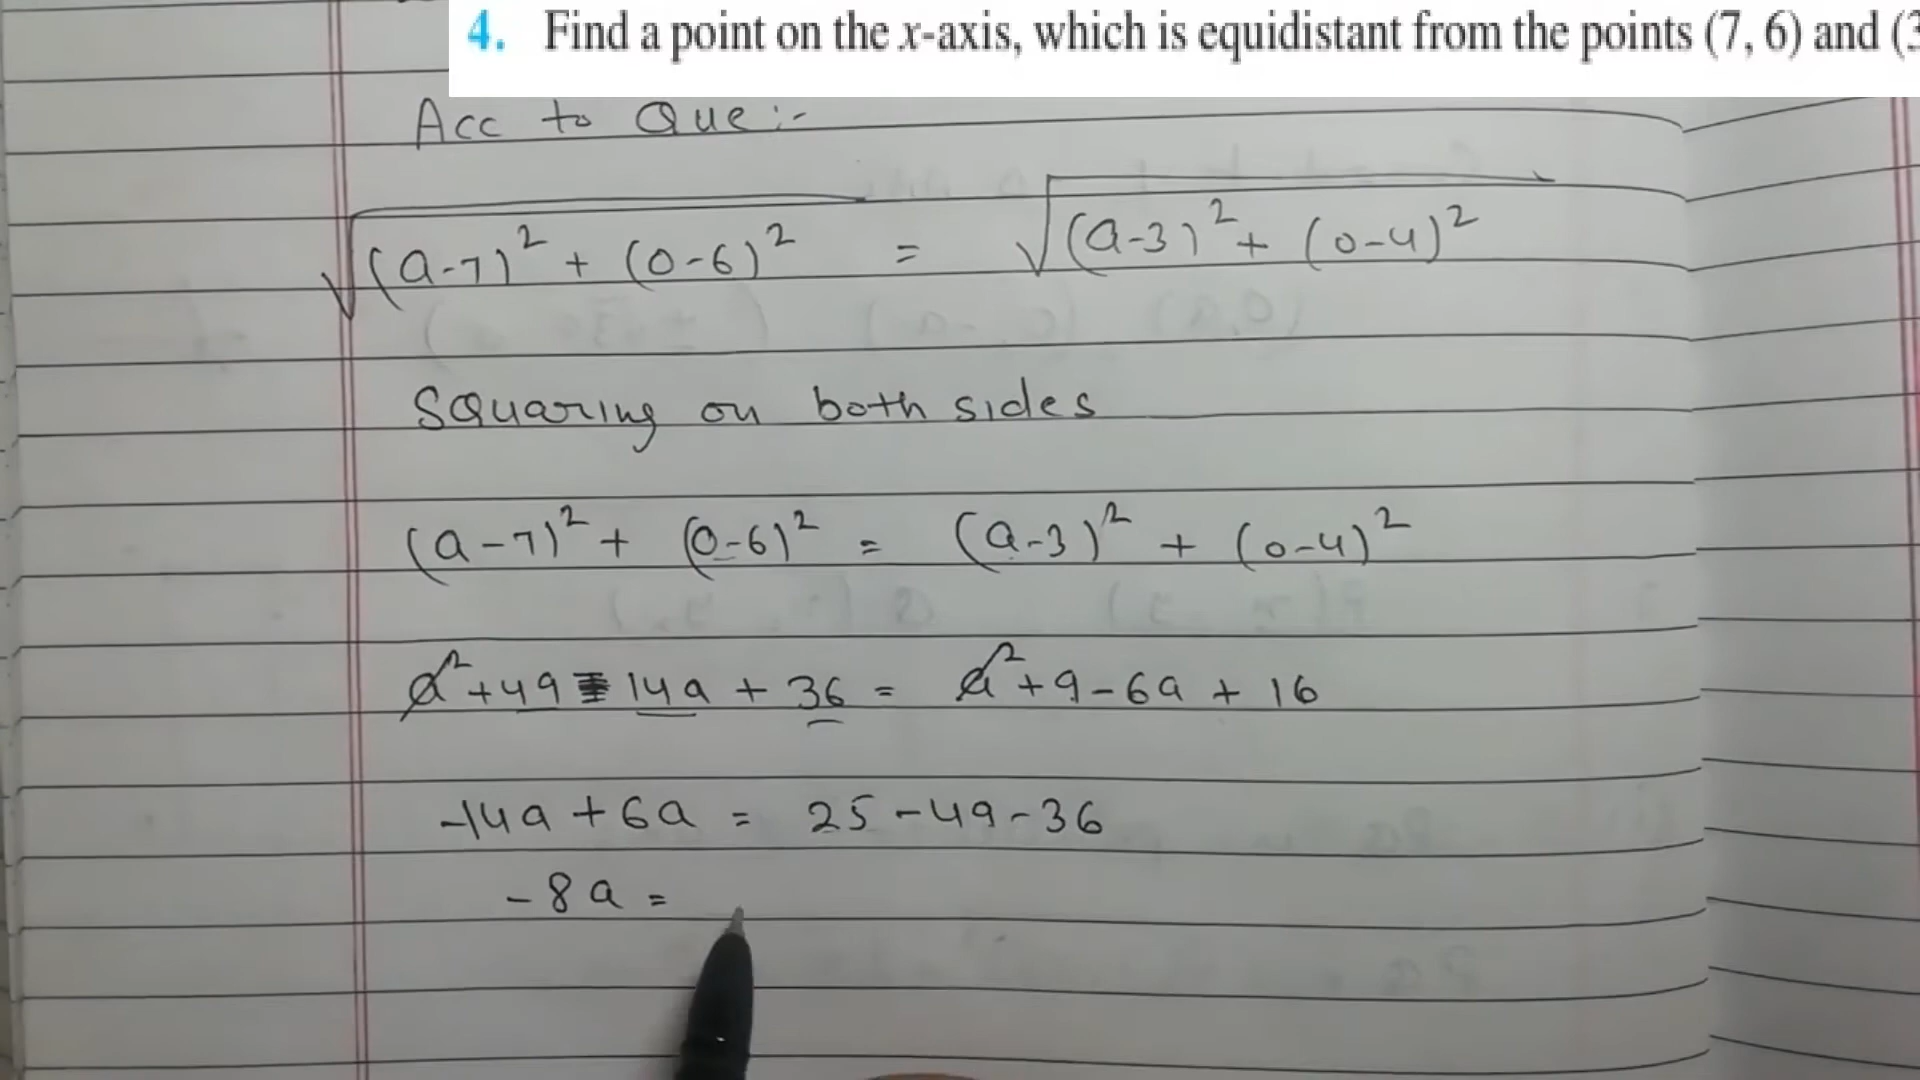 4. Find a point on the x-axis, which is equidistant from the points (7, 6) and (3
Acc to Que :-
√(a-7)² + (0-6)² = √(a-3)² + (0-4)²
Squaring on both sides
(a-7)² + (0-6)² = (a-3)² + (0-4)²
a² + 49 - 14a + 36 = a² + 9 - 6a + 16
-14a + 6a = 25 - 49 - 36
-8a =